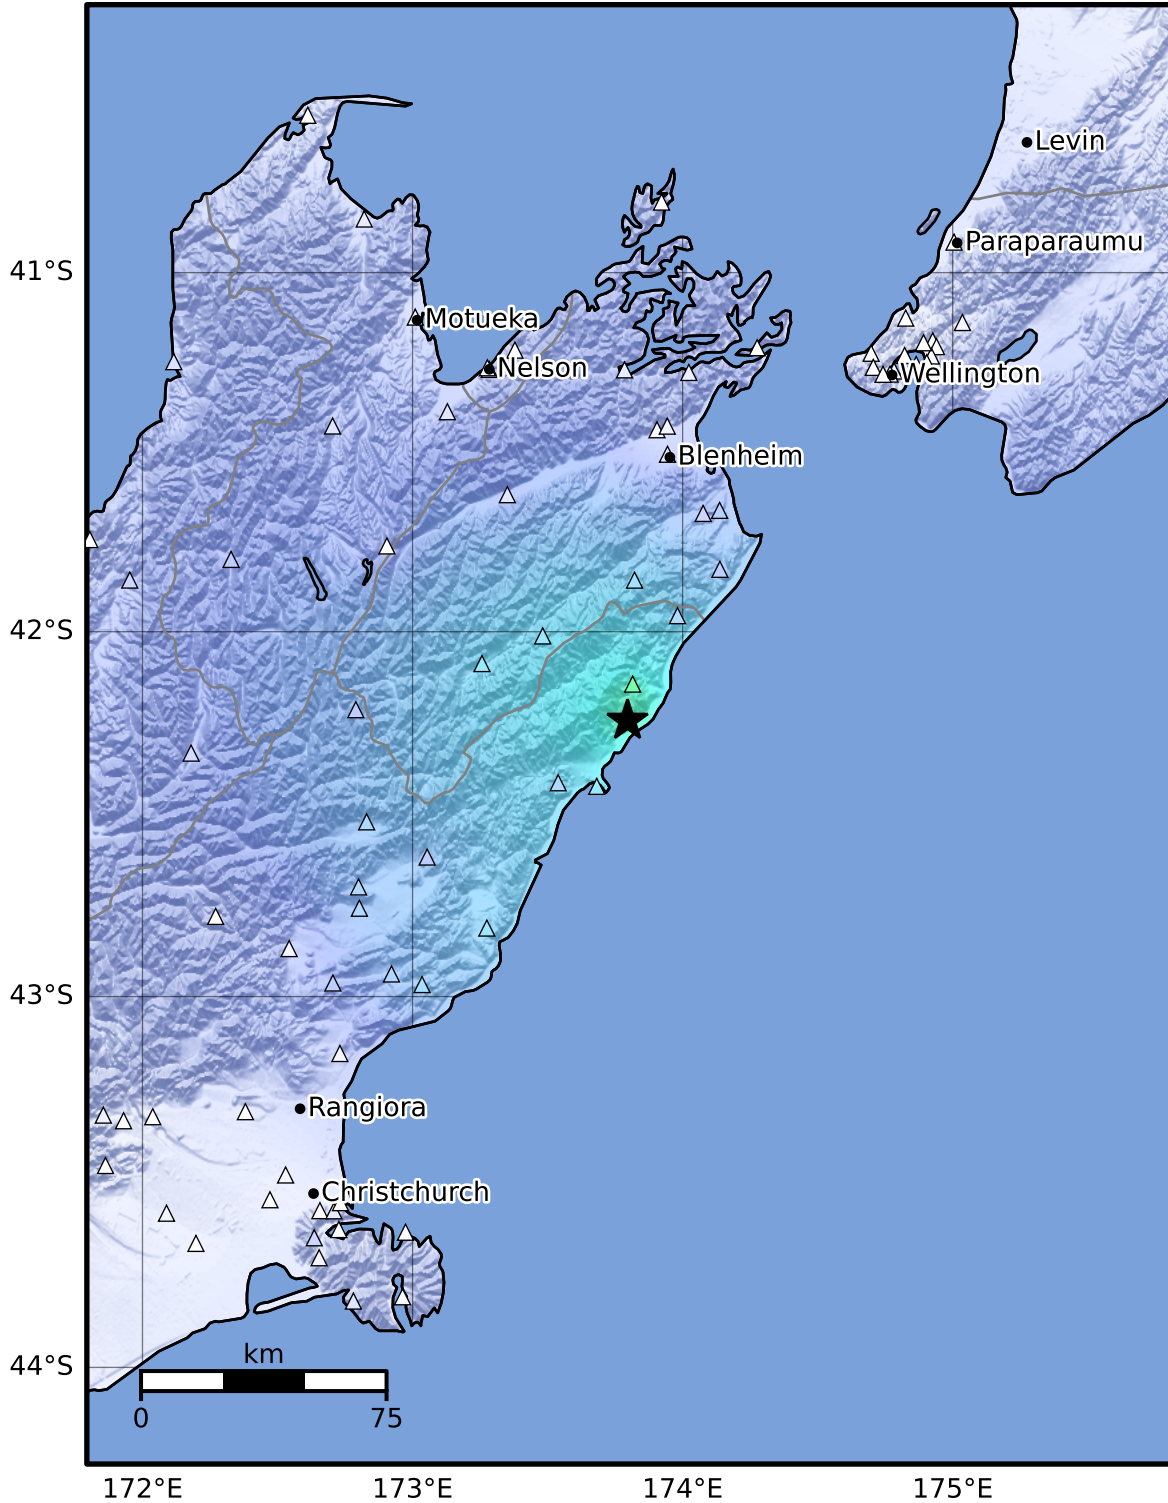 Levin
Paraparaumu
41°S
Motueka
Nelson
Wellington
Blenheim
42°S
43°S
Rangiora
Christchurch
44°S
km
0 75
172°E 173°E 174°E 175°E